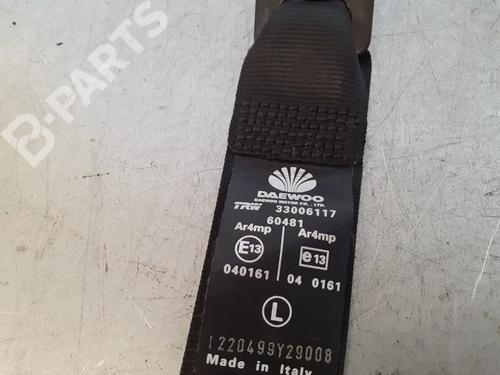 B-PARTS
DAEWOO
DAEWOO MOTOR CO., LTD.
TRW 33006117
60481
Ar4mp Ar4mp
E13 e13
040161 04 0161
L
1220499Y29008
Made in Italy